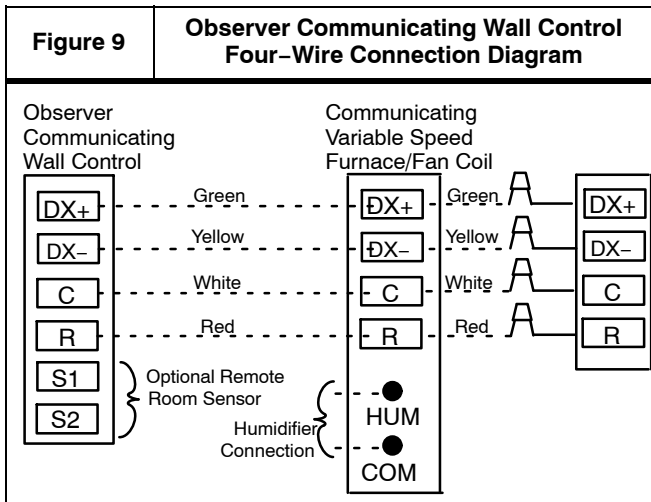 Figure 9
Observer Communicating Wall Control
Four–Wire Connection Diagram
Observer
Communicating
Wall Control
Communicating
Variable Speed
Furnace/Fan Coil
DX+
Green
DX+
Green
DX+
DX–
Yellow
DX–
Yellow
DX–
C
White
C
White
C
R
Red
R
Red
R
S1
S2
Optional Remote
Room Sensor
Humidifier
Connection
HUM
COM